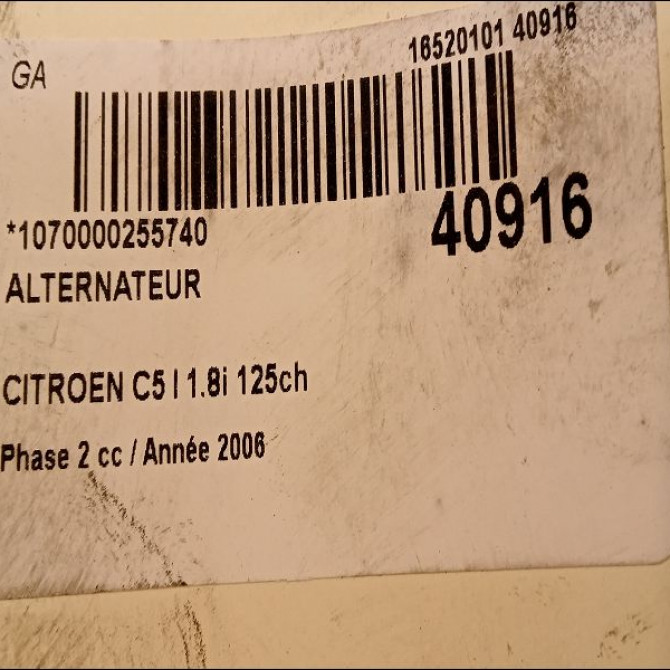 GA
16520101 40916
*1070000255740
40916
ALTERNATEUR
CITROEN C5 I 1.8i 125ch
Phase 2 cc / Année 2006